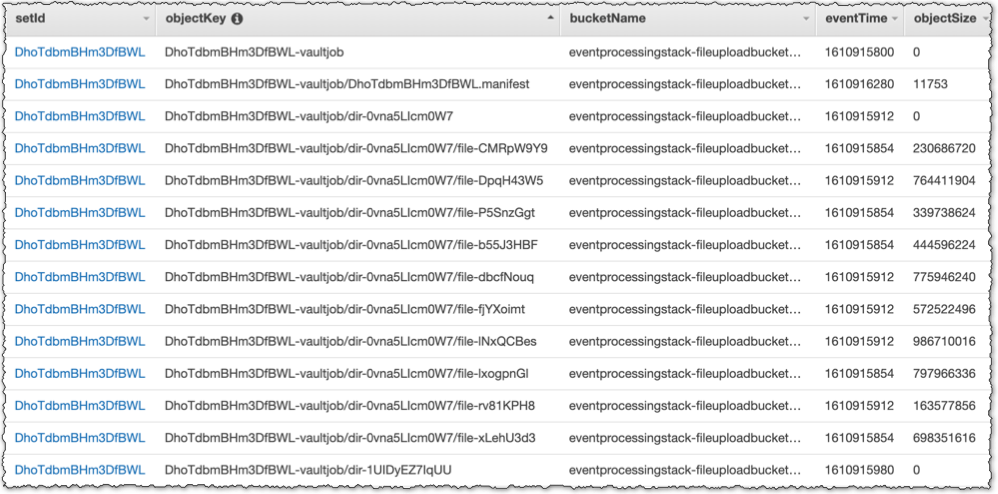 setId objectKey bucketName eventTime objectSize
DhoTdbmBHm3DfBWL DhoTdbmBHm3DfBWL-vaultjob eventprocessingstack-fileuploadbucket... 1610915800 0
DhoTdbmBHm3DfBWL DhoTdbmBHm3DfBWL-vaultjob/DhoTdbmBHm3DfBWL.manifest eventprocessingstack-fileuploadbucket... 1610916280 11753
DhoTdbmBHm3DfBWL DhoTdbmBHm3DfBWL-vaultjob/dir-0vna5LIcm0W7 eventprocessingstack-fileuploadbucket... 1610915912 0
DhoTdbmBHm3DfBWL DhoTdbmBHm3DfBWL-vaultjob/dir-0vna5LIcm0W7/file-CMRpW9Y9 eventprocessingstack-fileuploadbucket... 1610915854 230686720
DhoTdbmBHm3DfBWL DhoTdbmBHm3DfBWL-vaultjob/dir-0vna5LIcm0W7/file-DpqH43W5 eventprocessingstack-fileuploadbucket... 1610915912 764411904
DhoTdbmBHm3DfBWL DhoTdbmBHm3DfBWL-vaultjob/dir-0vna5LIcm0W7/file-P5SnzGgt eventprocessingstack-fileuploadbucket... 1610915854 339738624
DhoTdbmBHm3DfBWL DhoTdbmBHm3DfBWL-vaultjob/dir-0vna5LIcm0W7/file-b55J3HBF eventprocessingstack-fileuploadbucket... 1610915854 444596224
DhoTdbmBHm3DfBWL DhoTdbmBHm3DfBWL-vaultjob/dir-0vna5LIcm0W7/file-dbcfNouq eventprocessingstack-fileuploadbucket... 1610915912 775946240
DhoTdbmBHm3DfBWL DhoTdbmBHm3DfBWL-vaultjob/dir-0vna5LIcm0W7/file-fjYXoimt eventprocessingstack-fileuploadbucket... 1610915912 572522496
DhoTdbmBHm3DfBWL DhoTdbmBHm3DfBWL-vaultjob/dir-0vna5LIcm0W7/file-lNxQCBes eventprocessingstack-fileuploadbucket... 1610915912 986710016
DhoTdbmBHm3DfBWL DhoTdbmBHm3DfBWL-vaultjob/dir-0vna5LIcm0W7/file-lxogpnGl eventprocessingstack-fileuploadbucket... 1610915854 797966336
DhoTdbmBHm3DfBWL DhoTdbmBHm3DfBWL-vaultjob/dir-0vna5LIcm0W7/file-rv81KPH8 eventprocessingstack-fileuploadbucket... 1610915912 163577856
DhoTdbmBHm3DfBWL DhoTdbmBHm3DfBWL-vaultjob/dir-0vna5LIcm0W7/file-xLehU3d3 eventprocessingstack-fileuploadbucket... 1610915854 698351616
DhoTdbmBHm3DfBWL DhoTdbmBHm3DfBWL-vaultjob/dir-1UIDyEZ7IqUU eventprocessingstack-fileuploadbucket... 1610915980 0